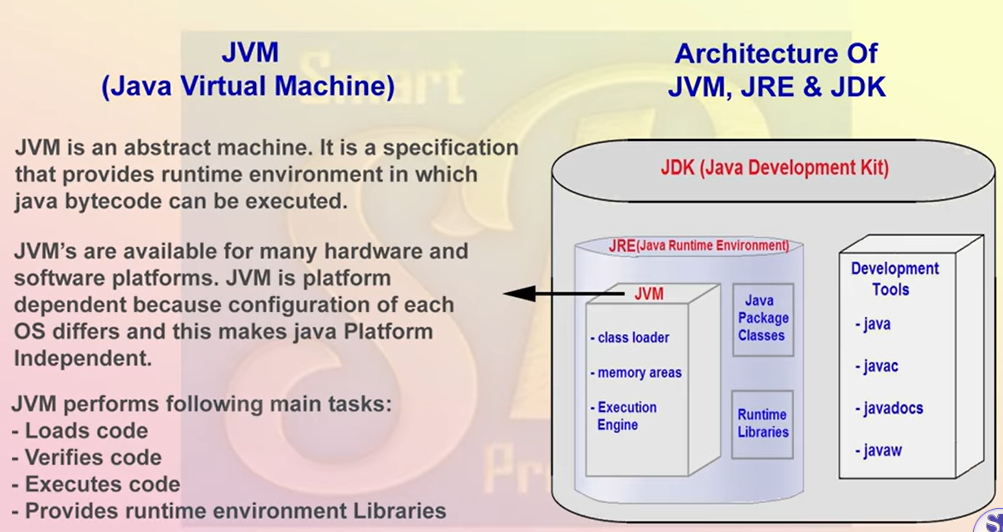 JVM
(Java Virtual Machine)
JVM is an abstract machine. It is a specification
that provides runtime environment in which
java bytecode can be executed.
JVM’s are available for many hardware and
software platforms. JVM is platform
dependent because configuration of each
OS differs and this makes java Platform
Independent.
JVM performs following main tasks:
- Loads code
- Verifies code
- Executes code
- Provides runtime environment Libraries
Architecture Of
JVM, JRE & JDK
JDK (Java Development Kit)
JRE(Java Runtime Environment)
JVM
- class loader
- memory areas
- Execution
Engine
Java
Package
Classes
Runtime
Libraries
Development
Tools
- java
- javac
- javadocs
- javaw
Smart